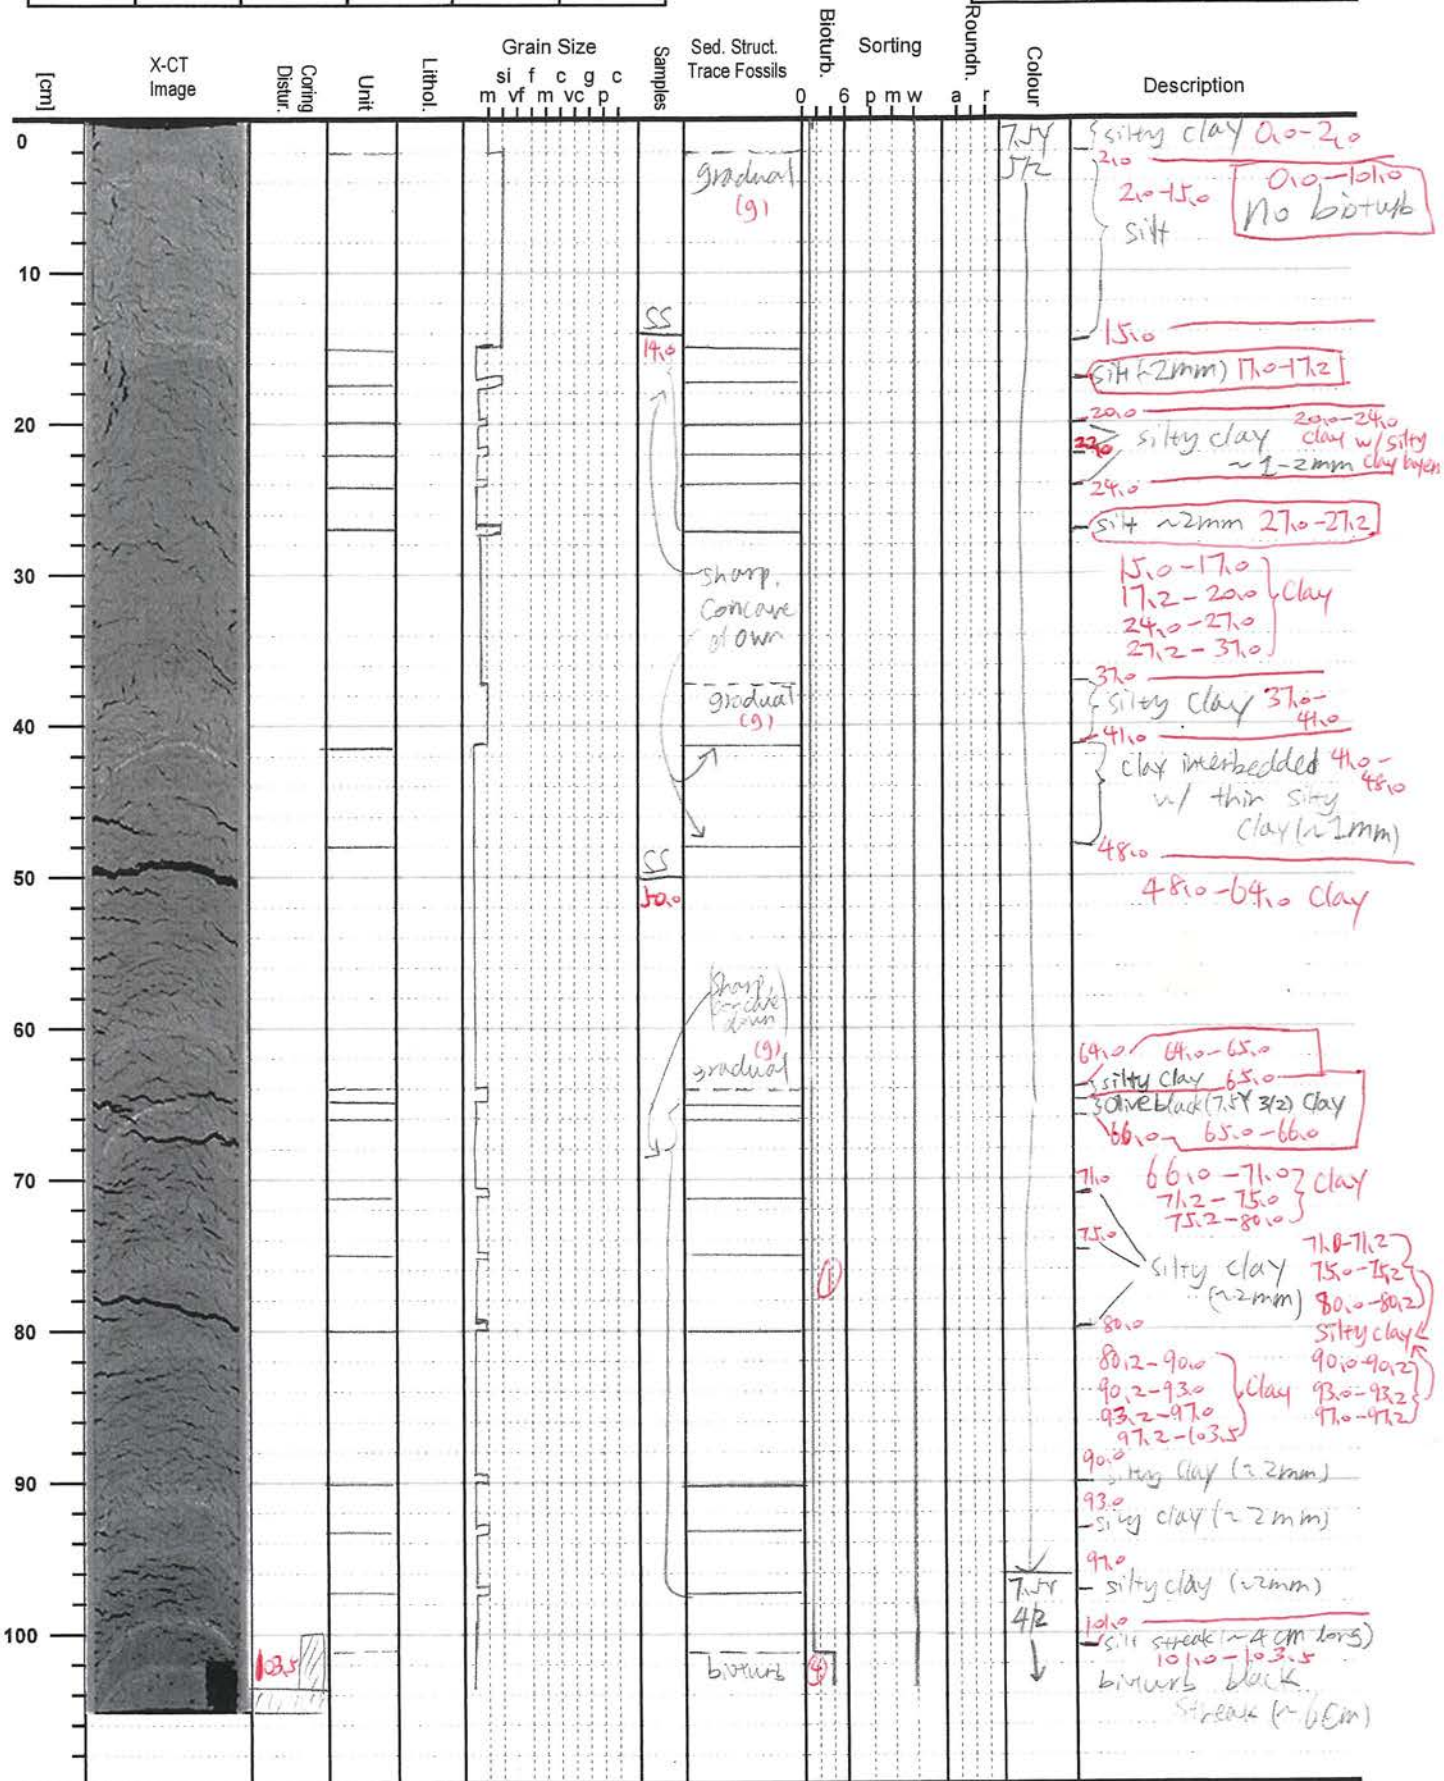 [cm]
X-CT
Image
Coring
Distur.
Unit
Lithol.
Grain Size
si f c g c
m vf m vc p
Samples
Sed. Struct.
Trace Fossils
Bioturb.
0 6
Sorting
p m w
Roundn.
a r
Colour
Description
0
7.5Y
5/2
silty clay 0.0-2.0
2.0
gradual
(g)
2.0-15.0
silt
0.0-101.0
No bioturb
10
SS
14.0
15.0
silt (~2mm) 17.0-17.2
20
20.0
20.0-24.0
22.0
silty clay
clay w/ silty
clay layers
~1-2mm
24.0
silt ~2mm 27.0-27.2
30
sharp,
concave
down
15.0-17.0
17.2-20.0
Clay
24.0-27.0
27.2-37.0
37.0
gradual
(g)
silty clay 37.0-
41.0
40
41.0
clay interbedded 41.0-
48.0
w/ thin silty
clay (~1mm)
48.0
SS
50
50.0
48.0-64.0 Clay
(sharp,
concave
down)
60
(g)
gradual
64.0 64.0-65.0
silty clay 65.0
Olive black (7.5Y 3/2) Clay
66.0 65.0-66.0
70
71.0
66.0-71.0
71.2-75.0
75.2-80.0
Clay
75.0
1
silty clay
(~2mm)
71.0-71.2
75.0-75.2
80.0-80.2
silty clay
80
80.0
80.2-90.0
90.2-93.0
93.2-97.0
97.2-103.5
Clay
90.0-90.2
93.0-93.2
97.0-97.2
90
90.0
silty clay (~2mm)
93.0
silty clay (~2mm)
97.0
7.5Y
4/2
silty clay (~2mm)
100
101.0
silt streak (~4cm long)
103.5
101.0-103.5
bioturb
4
bioturb black
streak (~6cm)